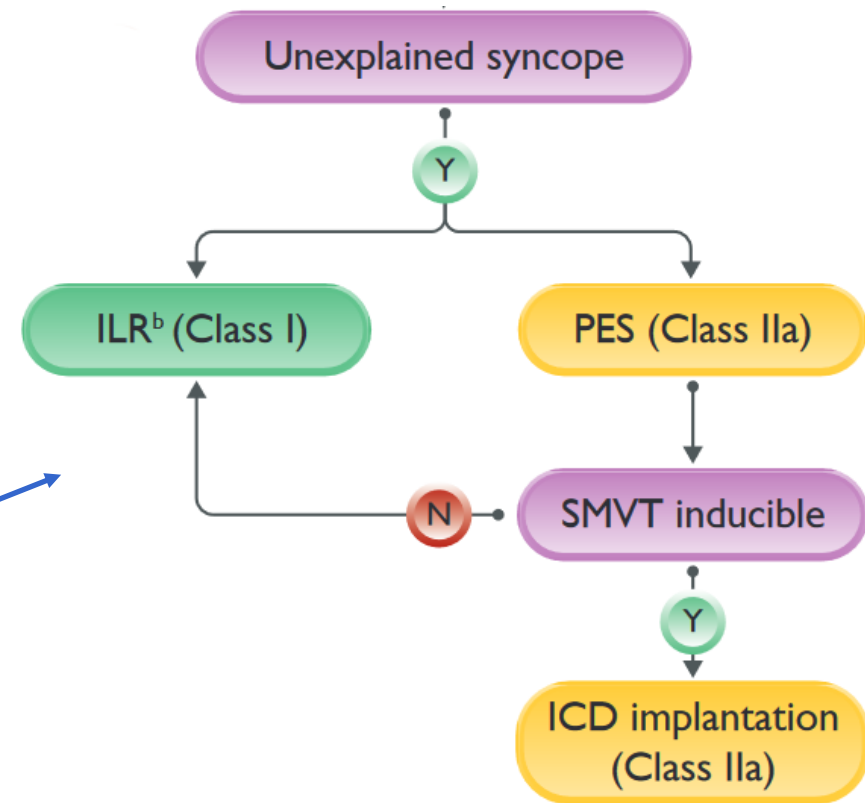 Unexplained syncope
Y
ILRᵇ (Class I)
PES (Class IIa)
N
SMVT inducible
Y
ICD implantation
(Class IIa)